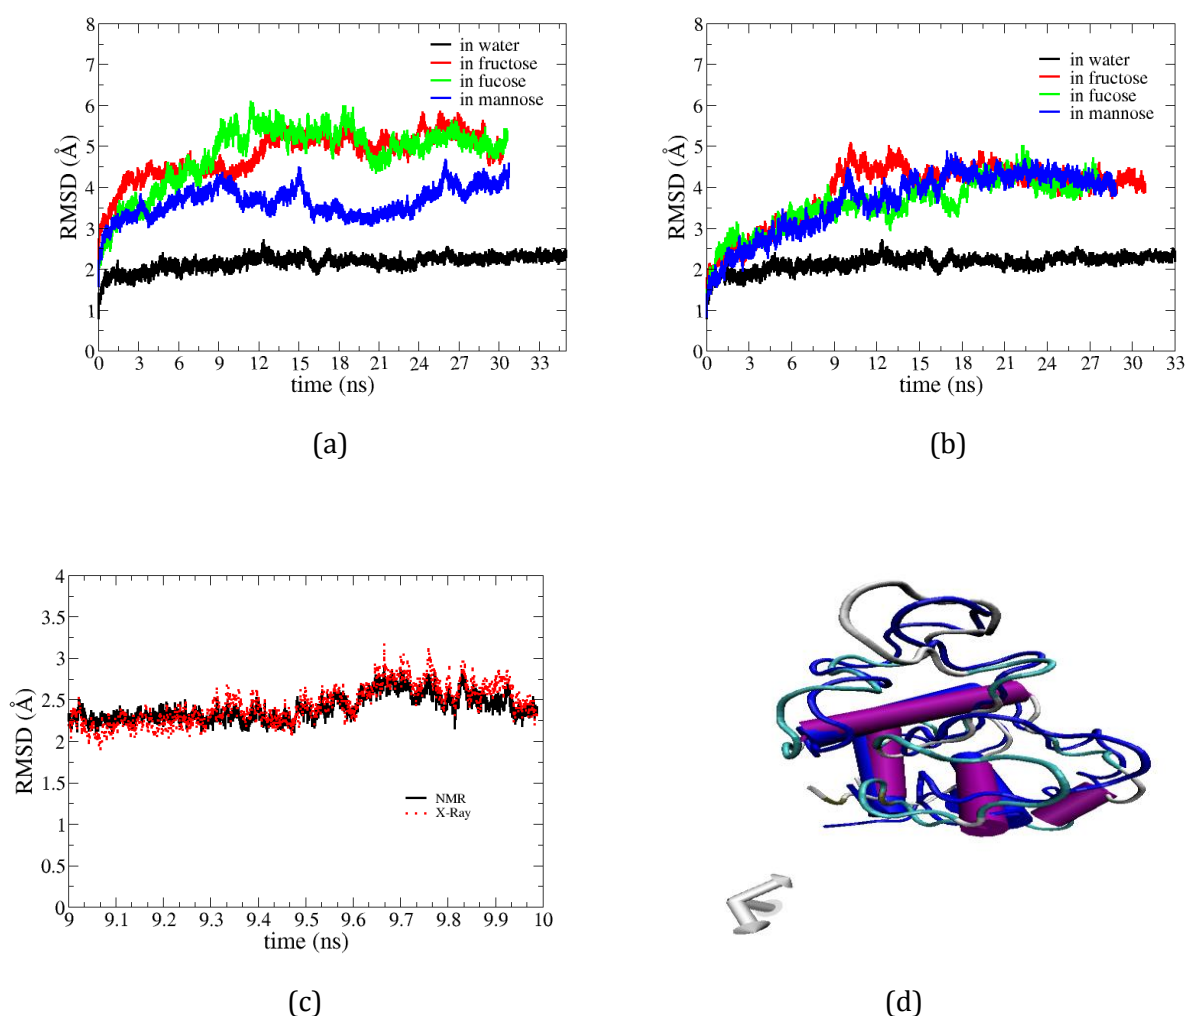 8
7
6
5
4
3
2
1
0
RMSD (Å)
in water
in fructose
in fucose
in mannose
0 3 6 9 12 15 18 21 24 27 30 33
time (ns)
(a)
8
7
6
5
4
3
2
1
0
RMSD (Å)
in water
in fructose
in fucose
in mannose
0 3 6 9 12 15 18 21 24 27 30 33
time (ns)
(b)
4
3.5
3
2.5
2
1.5
1
0.5
0
RMSD (Å)
NMR
X-Ray
9 9.1 9.2 9.3 9.4 9.5 9.6 9.7 9.8 9.9 10
time (ns)
(c)
(d)